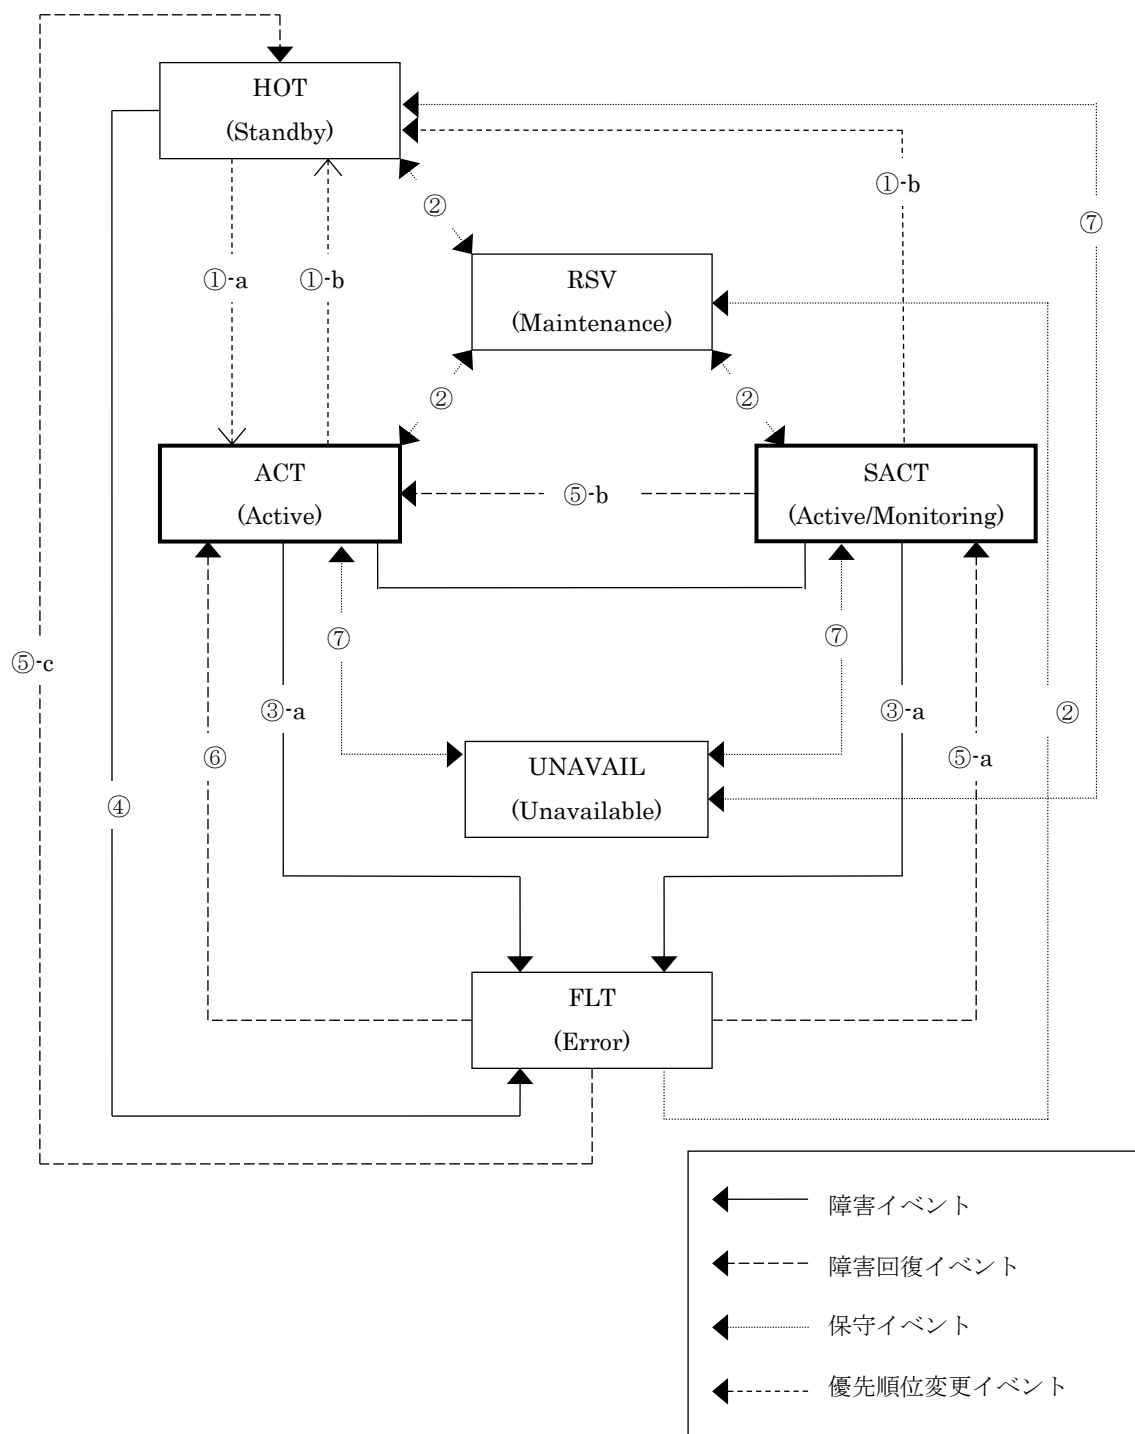 HOT
(Standby)
①-b
②
⑦
①-a
①-b
RSV
(Maintenance)
②
②
ACT
(Active)
⑤-b
SACT
(Active/Monitoring)
⑦
⑦
⑤-c
③-a
③-a
②
⑥
UNAVAIL
(Unavailable)
⑤-a
④
FLT
(Error)
障害イベント
障害回復イベント
保守イベント
優先順位変更イベント